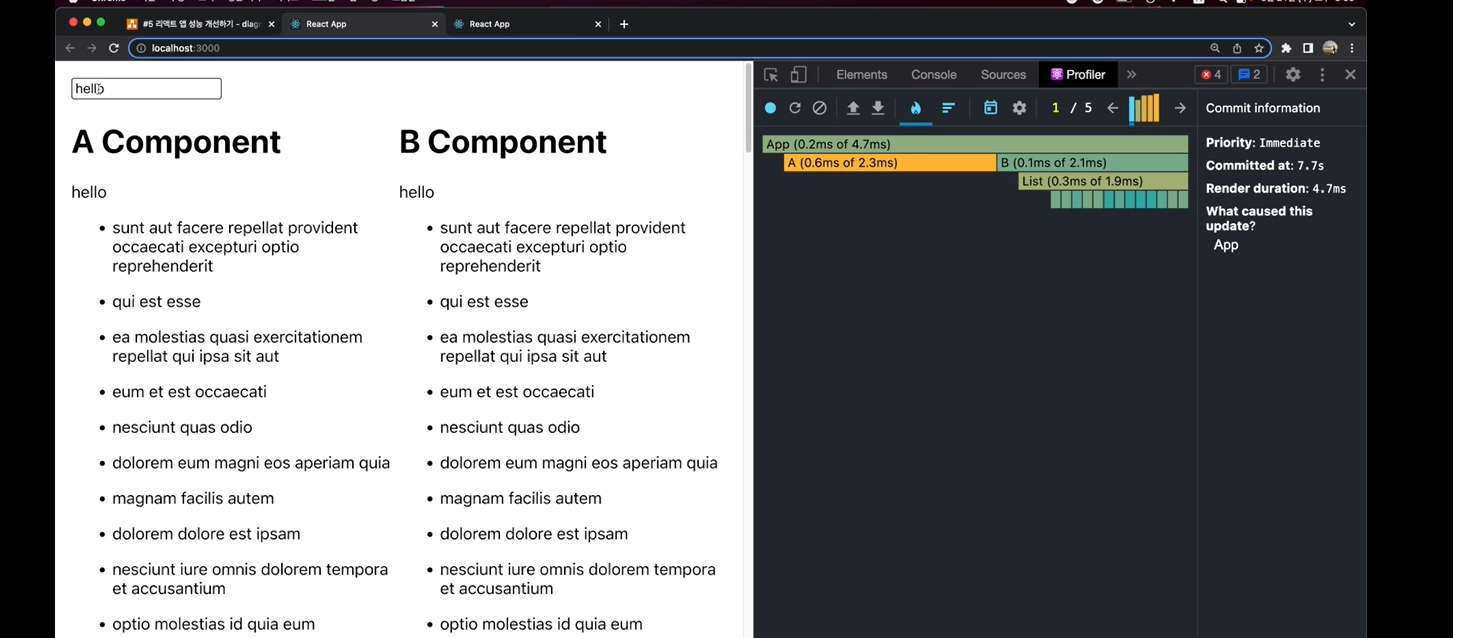 #5 리액트 앱 성능 개선하기 - diagr
React App
React App
localhost:3000
hello
A Component
hello
sunt aut facere repellat provident
occaecati excepturi optio
reprehenderit
qui est esse
ea molestias quasi exercitationem
repellat qui ipsa sit aut
eum et est occaecati
nesciunt quas odio
dolorem eum magni eos aperiam quia
magnam facilis autem
dolorem dolore est ipsam
nesciunt iure omnis dolorem tempora
et accusantium
optio molestias id quia eum
B Component
hello
sunt aut facere repellat provident
occaecati excepturi optio
reprehenderit
qui est esse
ea molestias quasi exercitationem
repellat qui ipsa sit aut
eum et est occaecati
nesciunt quas odio
dolorem eum magni eos aperiam quia
magnam facilis autem
dolorem dolore est ipsam
nesciunt iure omnis dolorem tempora
et accusantium
optio molestias id quia eum
Elements Console Sources Profiler » 4 2
1 / 5
App (0.2ms of 4.7ms)
A (0.6ms of 2.3ms) B (0.1ms of 2.1ms)
List (0.3ms of 1.9ms)
Commit information
Priority: Immediate
Committed at: 7.7s
Render duration: 4.7ms
What caused this
update?
App